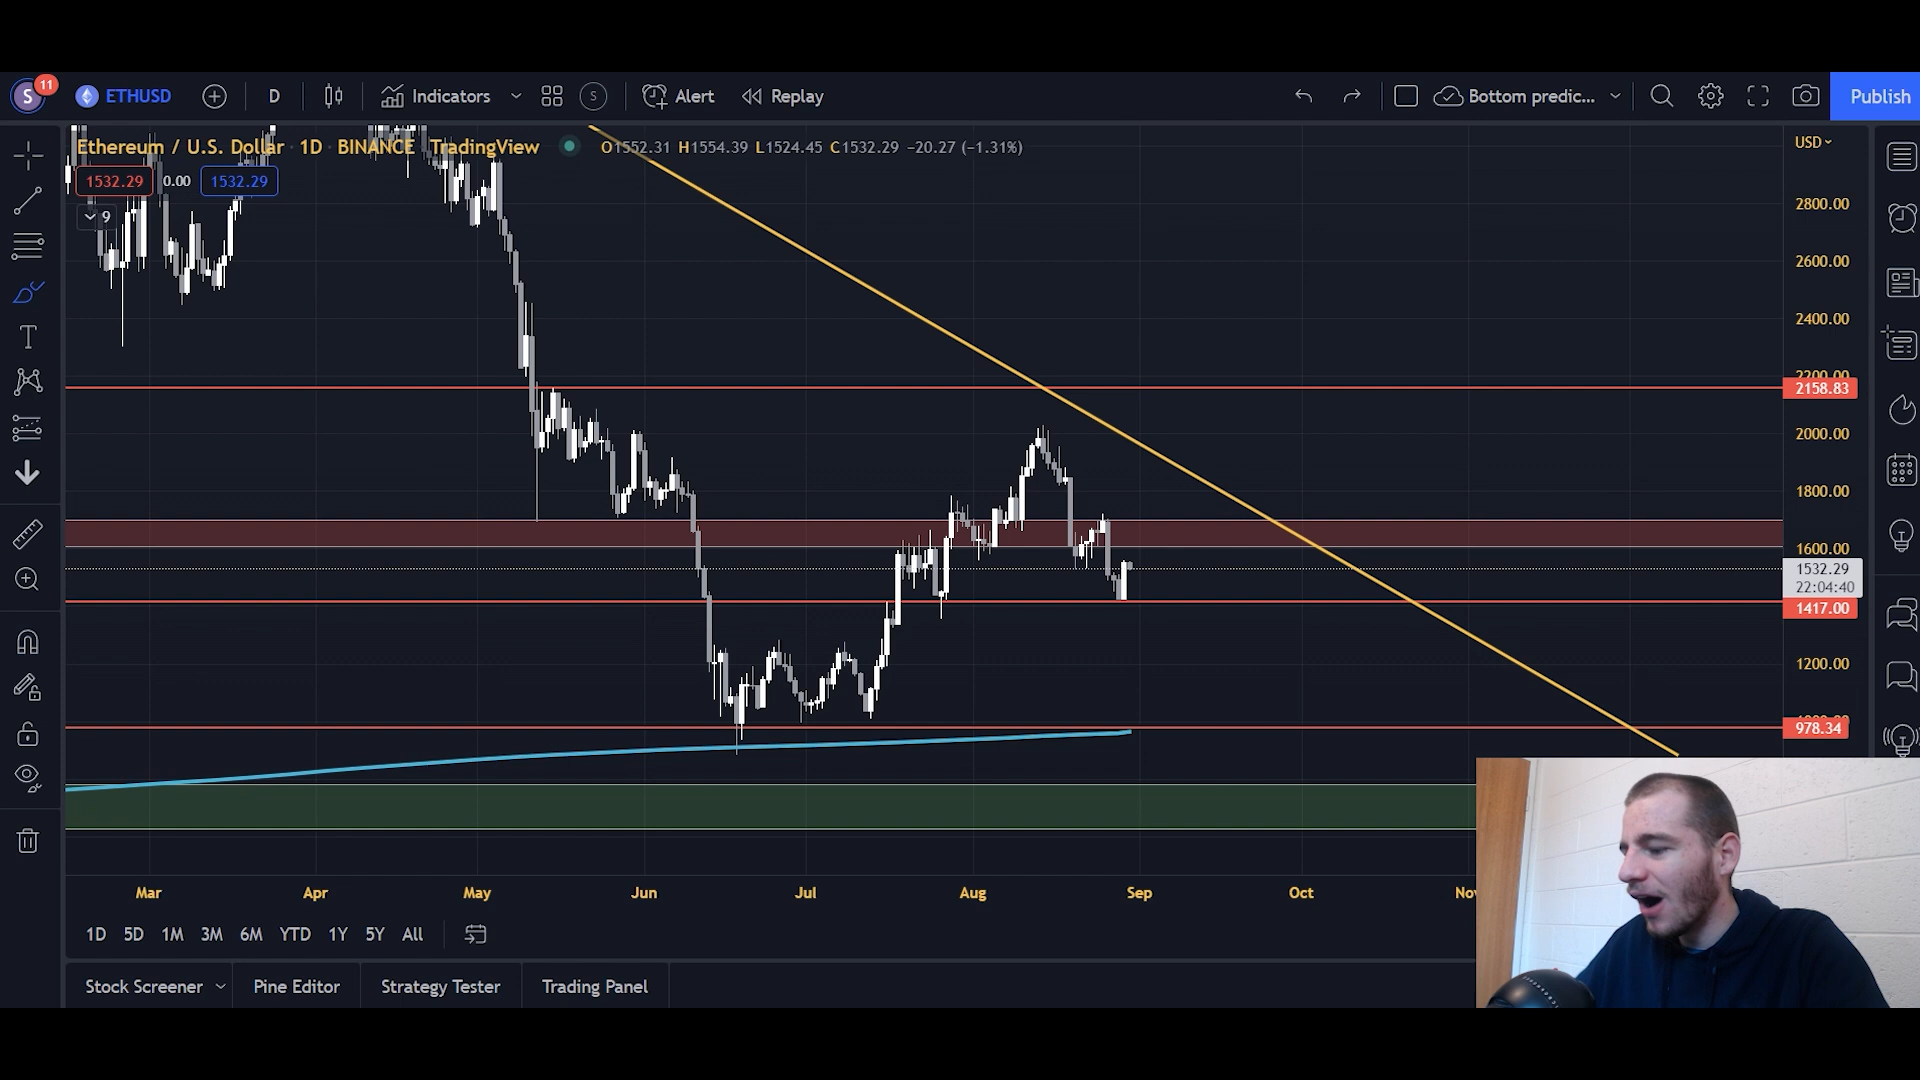 S 11 ETHUSD D Indicators S Alert Replay Bottom predic... Publish
Ethereum / U.S. Dollar · 1D · BINANCE TradingView O1552.31 H1554.39 L1524.45 C1532.29 −20.27 (−1.31%) USD
1532.29 0.00 1532.29
9
2800.00
2600.00
2400.00
2200.00
2158.83
2000.00
1800.00
T
1600.00
1532.29
22:04:40
1417.00
1200.00
978.34
Mar Apr May Jun Jul Aug Sep Oct Nov
1D 5D 1M 3M 6M YTD 1Y 5Y All
Stock Screener Pine Editor Strategy Tester Trading Panel